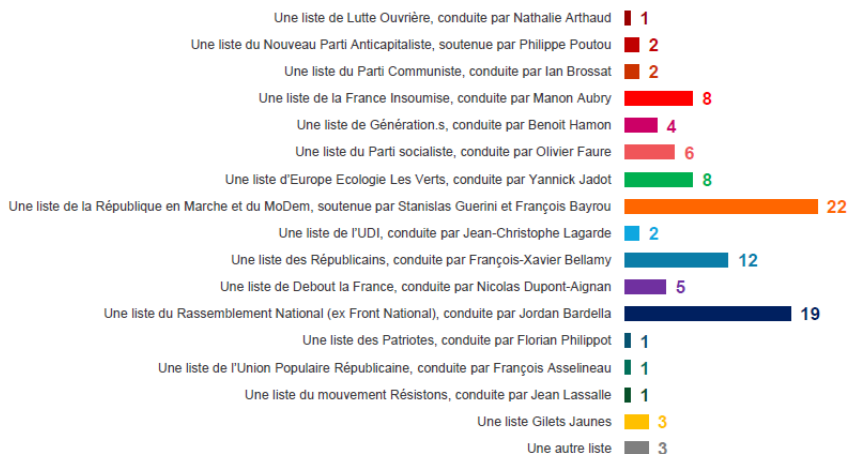 Une liste de Lutte Ouvrière, conduite par Nathalie Arthaud 1
Une liste du Nouveau Parti Anticapitaliste, soutenue par Philippe Poutou 2
Une liste du Parti Communiste, conduite par Ian Brossat 2
Une liste de la France Insoumise, conduite par Manon Aubry 8
Une liste de Génération.s, conduite par Benoit Hamon 4
Une liste du Parti socialiste, conduite par Olivier Faure 6
Une liste d'Europe Ecologie Les Verts, conduite par Yannick Jadot 8
Une liste de la République en Marche et du MoDem, soutenue par Stanislas Guerini et François Bayrou 22
Une liste de l'UDI, conduite par Jean-Christophe Lagarde 2
Une liste des Républicains, conduite par François-Xavier Bellamy 12
Une liste de Debout la France, conduite par Nicolas Dupont-Aignan 5
Une liste du Rassemblement National (ex Front National), conduite par Jordan Bardella 19
Une liste des Patriotes, conduite par Florian Philippot 1
Une liste de l'Union Populaire Républicaine, conduite par François Asselineau 1
Une liste du mouvement Résistons, conduite par Jean Lassalle 1
Une liste Gilets Jaunes 3
Une autre liste 3